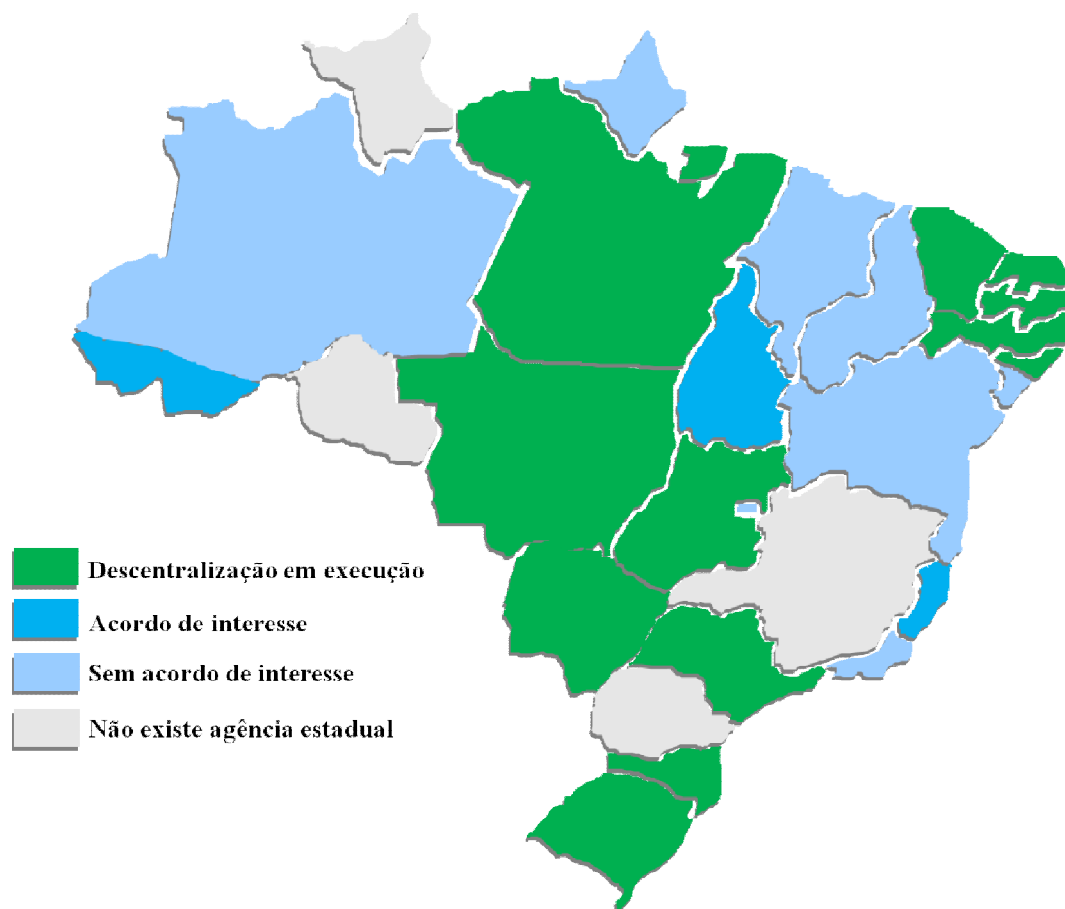 Descentralização em execução
Acordo de interesse
Sem acordo de interesse
Não existe agência estadual